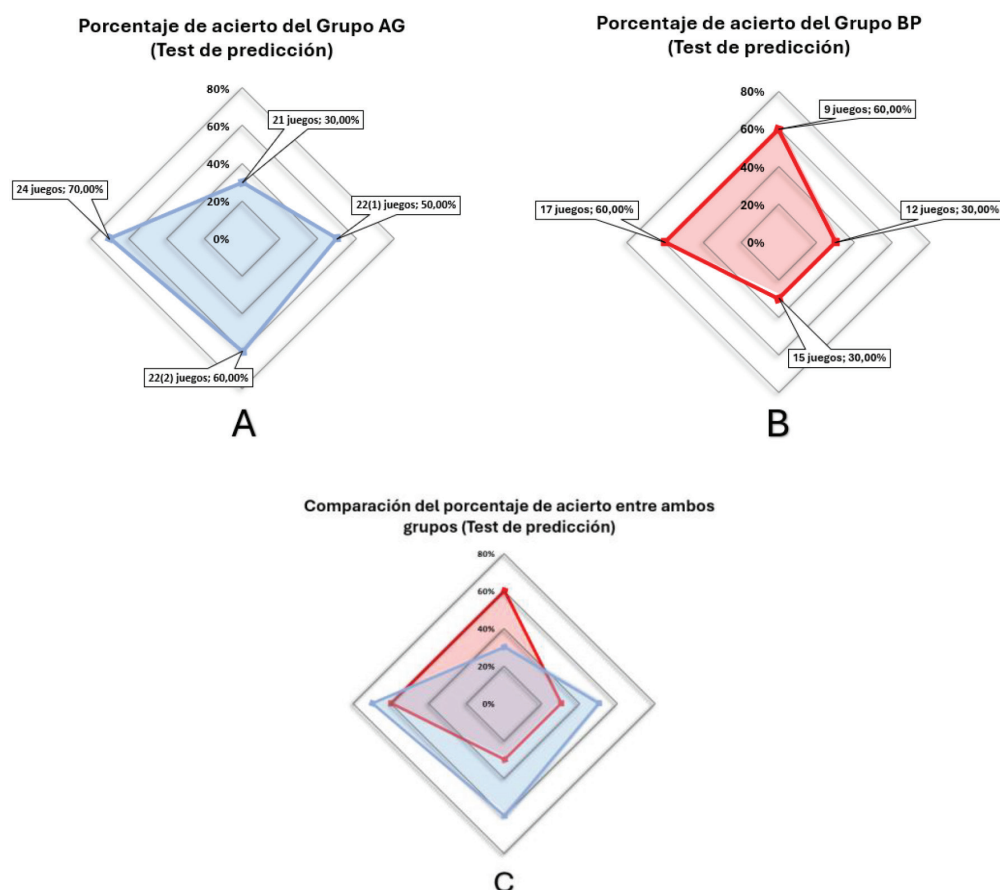 Porcentaje de acierto del Grupo AG
(Test de predicción)
80%
60%
40%
20%
0%
21 juegos; 30,00%
24 juegos; 70,00%
22(1) juegos; 50,00%
22(2) juegos; 60,00%
A
Porcentaje de acierto del Grupo BP
(Test de predicción)
80%
60%
40%
20%
0%
9 juegos; 60,00%
17 juegos; 60,00%
12 juegos; 30,00%
15 juegos; 30,00%
B
Comparación del porcentaje de acierto entre ambos
grupos (Test de predicción)
80%
60%
40%
20%
0%
C